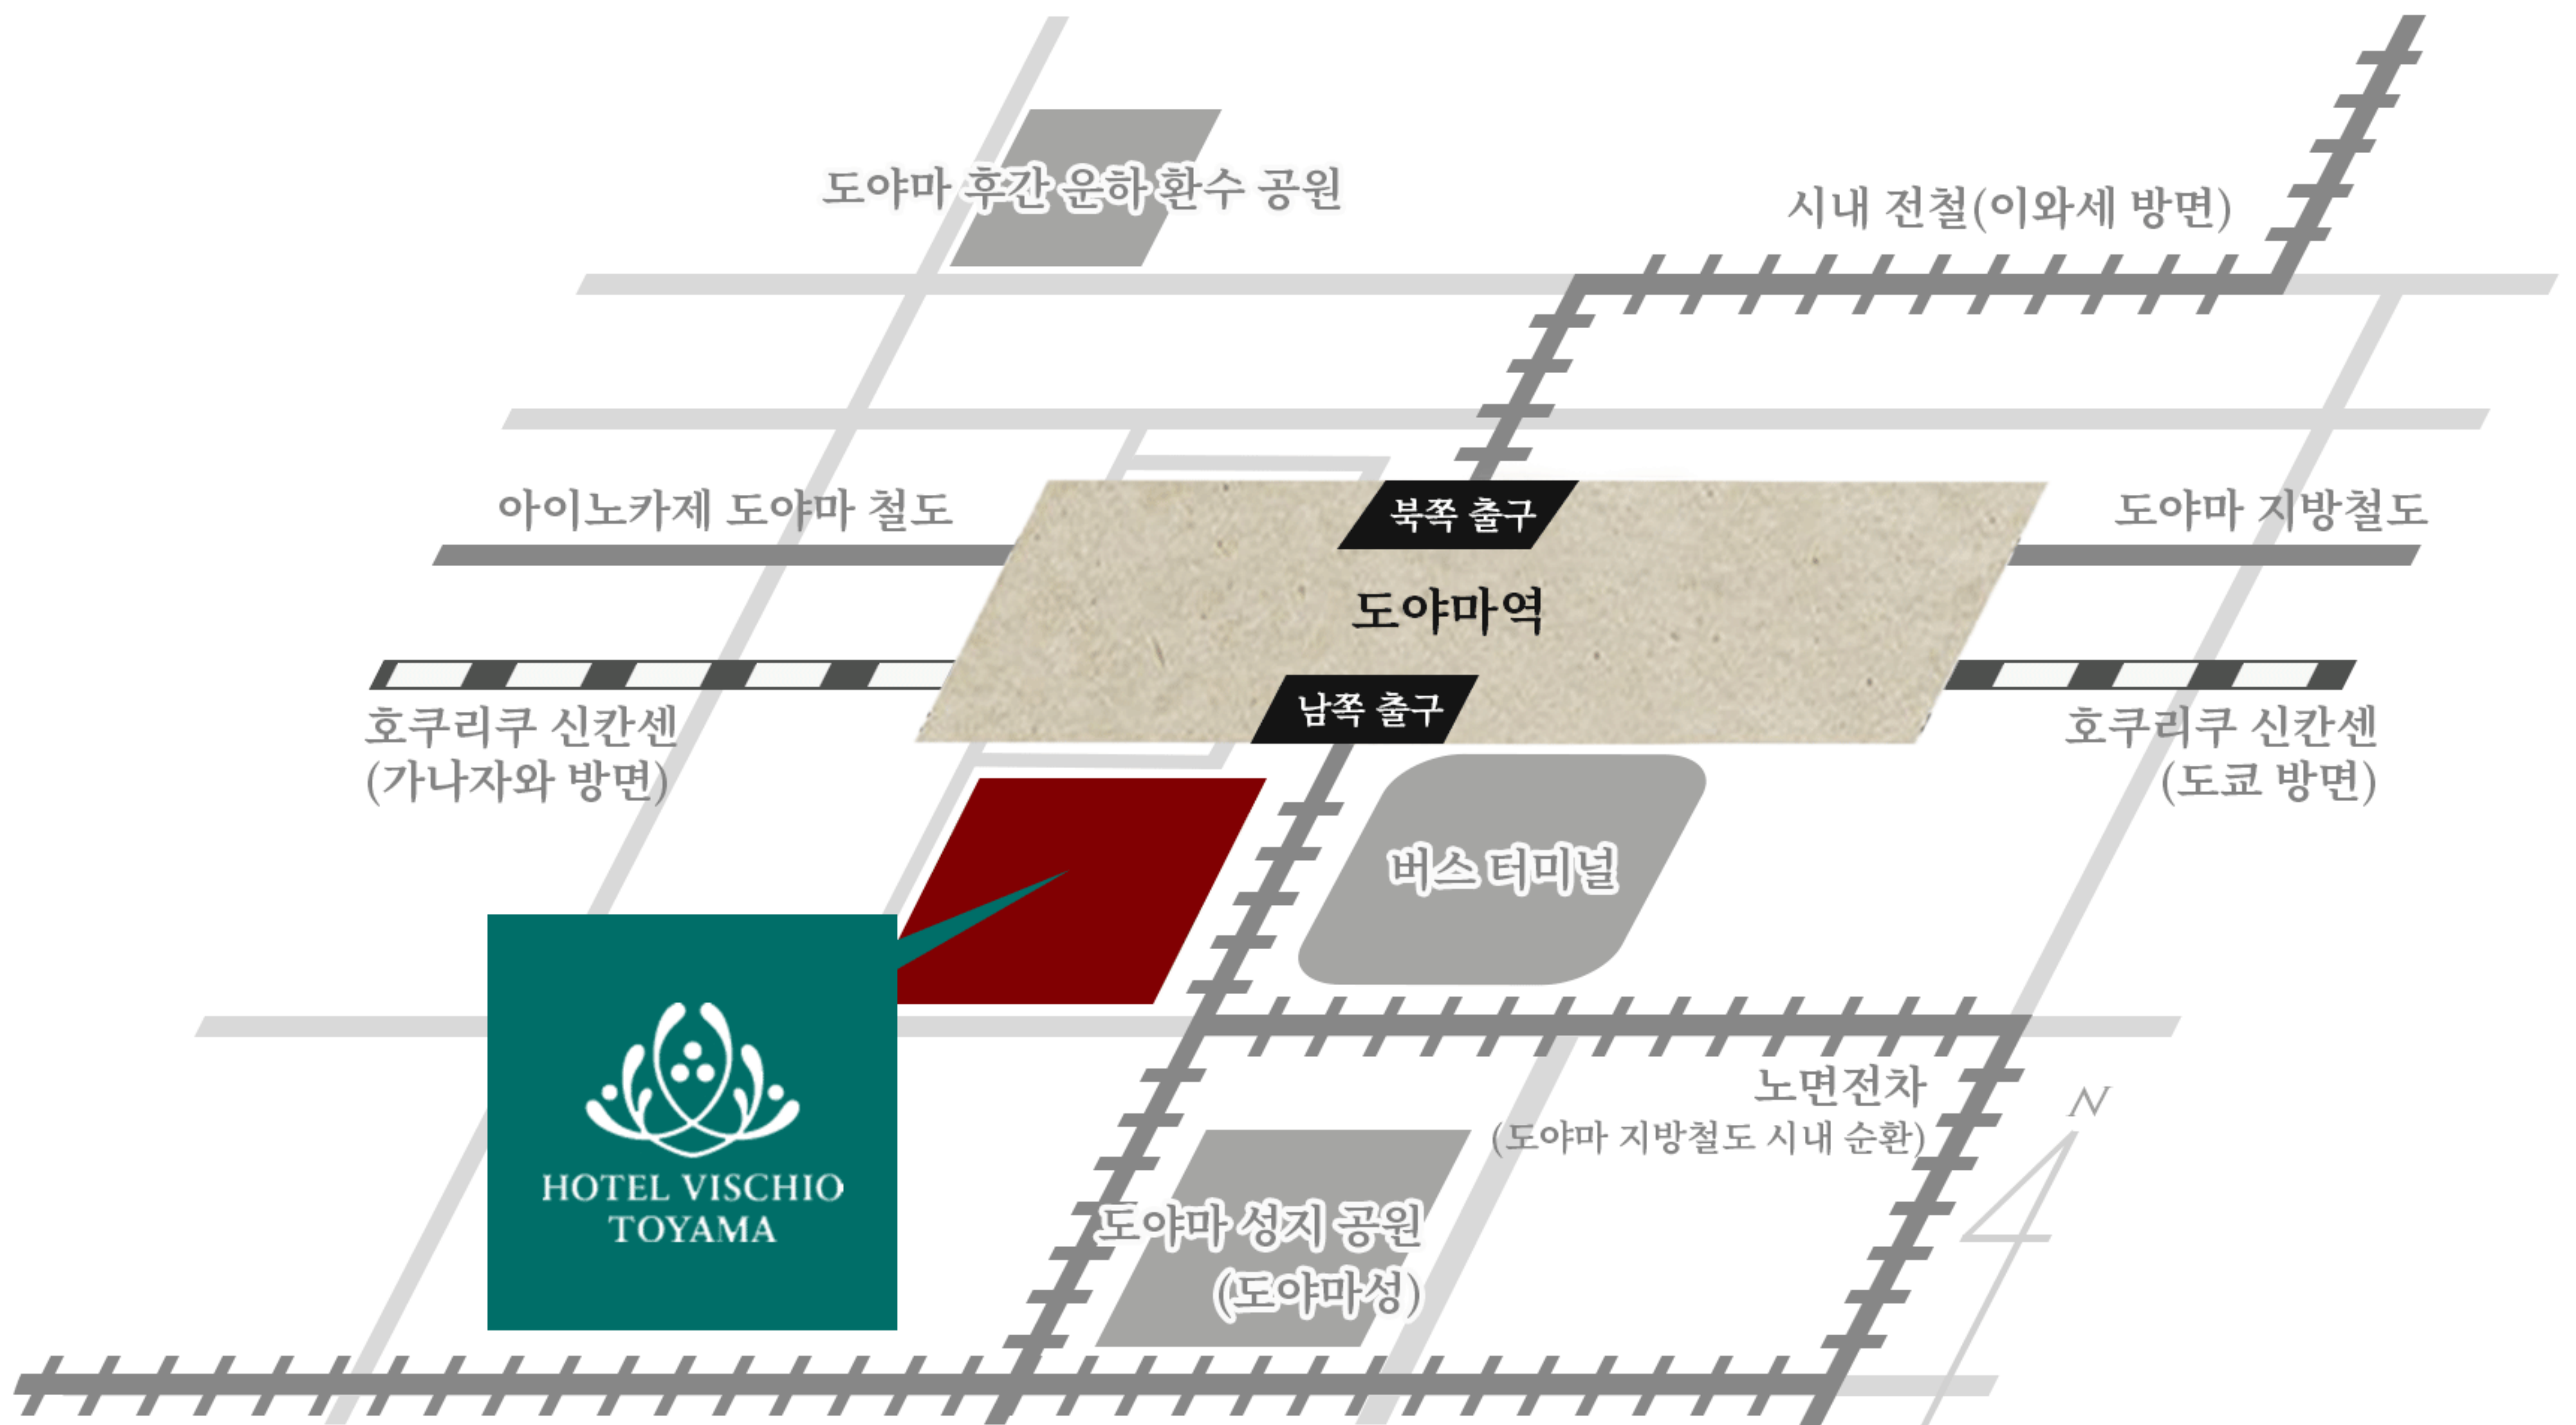 도야마 후간 운하 환수 공원
시내 전철(이와세 방면)
아이노카제 도야마 철도
북쪽 출구
도야마 지방철도
도야마역
남쪽 출구
호쿠리쿠 신칸센
(가나자와 방면)
호쿠리쿠 신칸센
(도쿄 방면)
버스 터미널
HOTEL VISCHIO
TOYAMA
노면전차
(도야마 지방철도 시내 순환)
N
도야마 성지 공원
(도야마성)